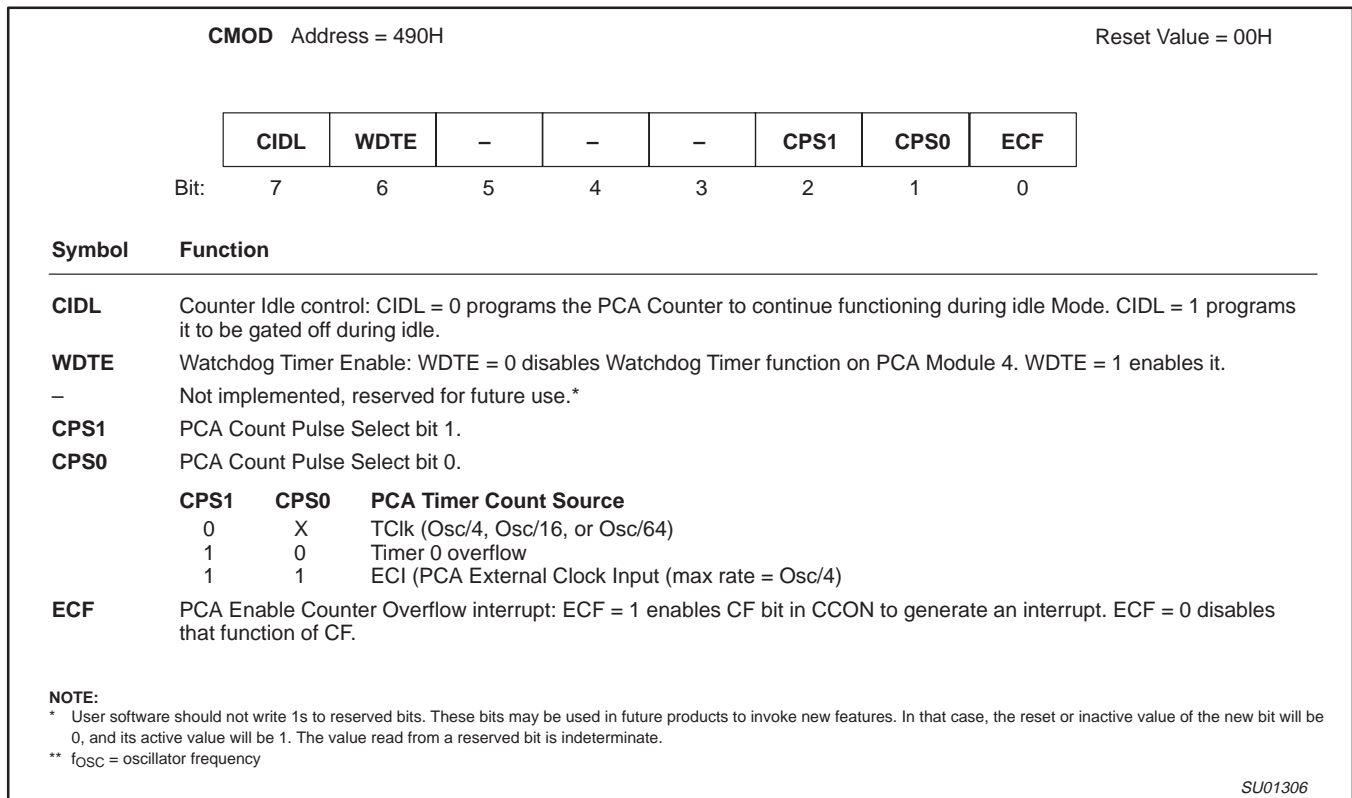 CMOD Address = 490H Reset Value = 00H
CIDL WDTE – – – CPS1 CPS0 ECF
Bit: 7 6 5 4 3 2 1 0
Symbol Function
CIDL Counter Idle control: CIDL = 0 programs the PCA Counter to continue functioning during idle Mode. CIDL = 1 programs
it to be gated off during idle.
WDTE Watchdog Timer Enable: WDTE = 0 disables Watchdog Timer function on PCA Module 4. WDTE = 1 enables it.
– Not implemented, reserved for future use.*
CPS1 PCA Count Pulse Select bit 1.
CPS0 PCA Count Pulse Select bit 0.
CPS1 CPS0 PCA Timer Count Source
0 X TClk (Osc/4, Osc/16, or Osc/64)
1 0 Timer 0 overflow
1 1 ECI (PCA External Clock Input (max rate = Osc/4)
ECF PCA Enable Counter Overflow interrupt: ECF = 1 enables CF bit in CCON to generate an interrupt. ECF = 0 disables
that function of CF.
NOTE:
* User software should not write 1s to reserved bits. These bits may be used in future products to invoke new features. In that case, the reset or inactive value of the new bit will be
0, and its active value will be 1. The value read from a reserved bit is indeterminate.
** fOSC = oscillator frequency
SU01306